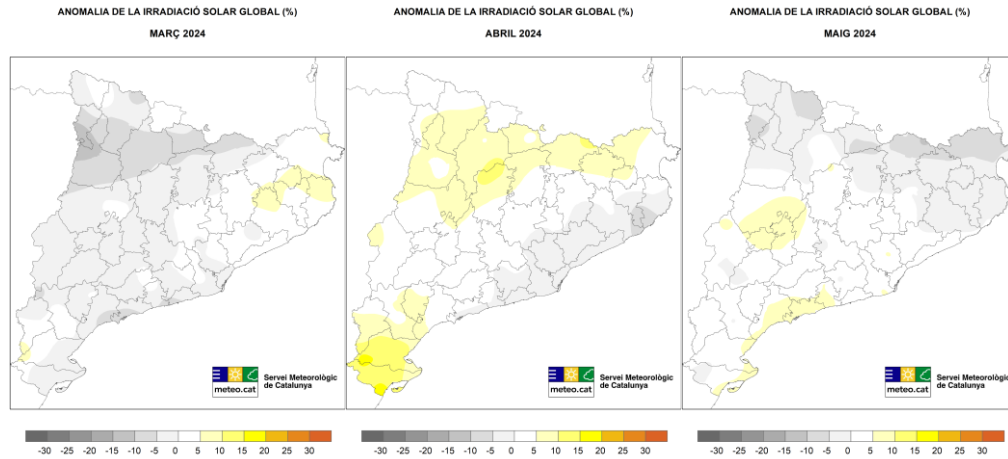 ANOMALIA DE LA IRRADIACIÓ SOLAR GLOBAL (%)
MARÇ 2024
Servei Meteorològic
de Catalunya
meteo.cat
-30 -25 -20 -15 -10 -5 0 5 10 15 20 25 30
ANOMALIA DE LA IRRADIACIÓ SOLAR GLOBAL (%)
ABRIL 2024
Servei Meteorològic
de Catalunya
meteo.cat
-30 -25 -20 -15 -10 -5 0 5 10 15 20 25 30
ANOMALIA DE LA IRRADIACIÓ SOLAR GLOBAL (%)
MAIG 2024
Servei Meteorològic
de Catalunya
meteo.cat
-30 -25 -20 -15 -10 -5 0 5 10 15 20 25 30